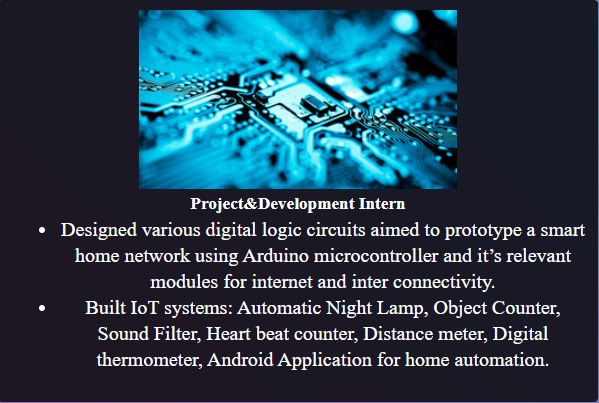 Project&Development Intern
• Designed various digital logic circuits aimed to prototype a smart
home network using Arduino microcontroller and it’s relevant
modules for internet and inter connectivity.
• Built IoT systems: Automatic Night Lamp, Object Counter,
Sound Filter, Heart beat counter, Distance meter, Digital
thermometer, Android Application for home automation.